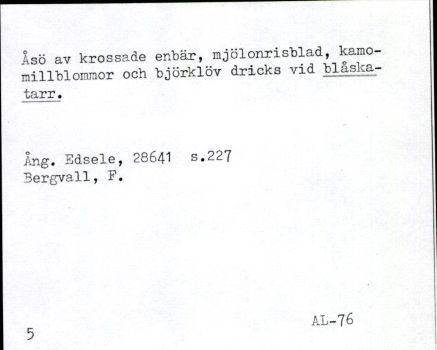 Åsö av krossade enbär, mjölonrisblad, kamo-
millblommor och björklöv dricks vid blåska-
tarr.
Ång. Edsele, 28641 s.227
Bergvall, F.
AL-76
5